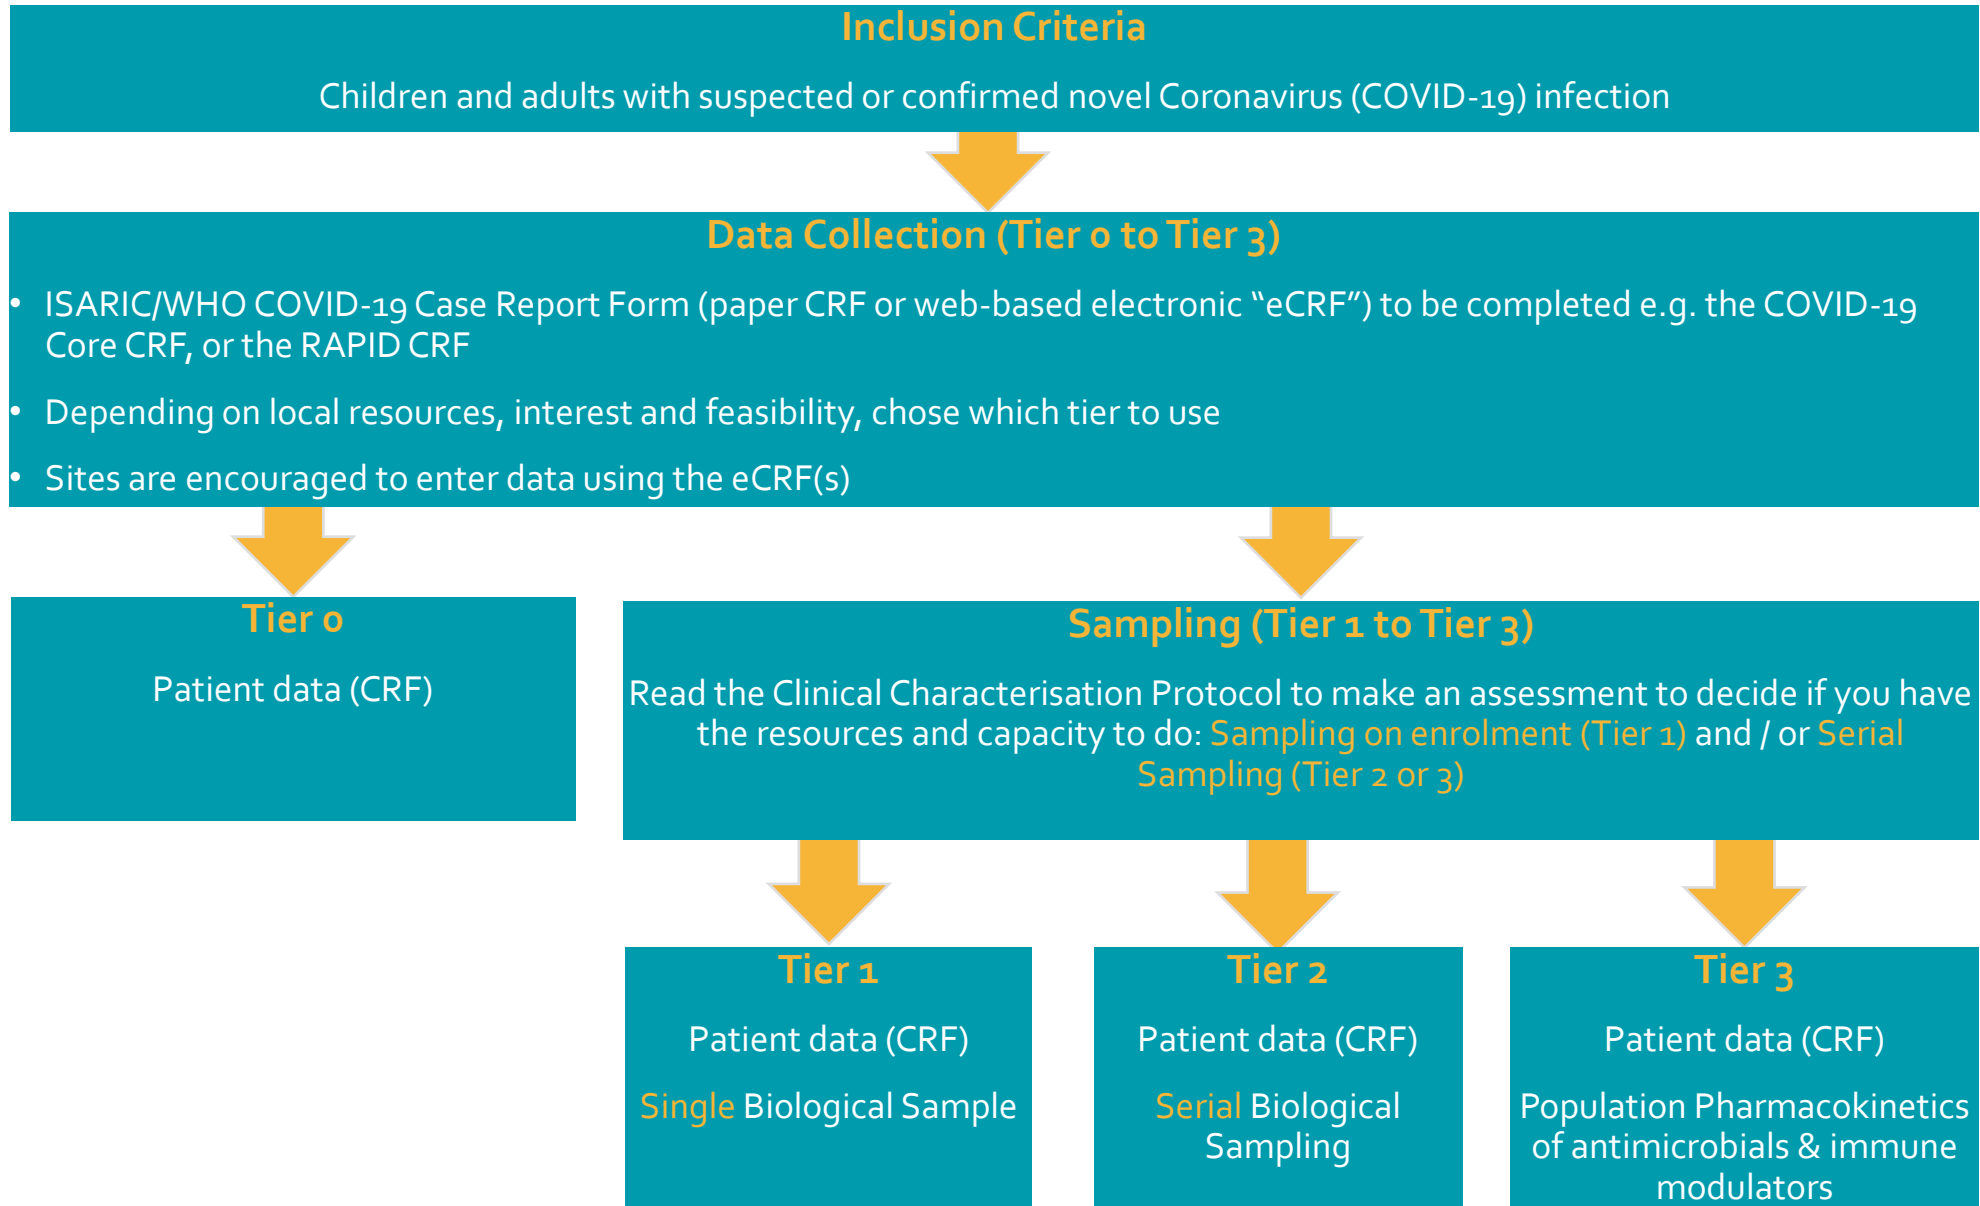 Inclusion Criteria
Children and adults with suspected or confirmed novel Coronavirus (COVID-19) infection
Data Collection (Tier 0 to Tier 3)
• ISARIC/WHO COVID-19 Case Report Form (paper CRF or web-based electronic “eCRF”) to be completed e.g. the COVID-19
Core CRF, or the RAPID CRF
• Depending on local resources, interest and feasibility, chose which tier to use
• Sites are encouraged to enter data using the eCRF(s)
Tier 0
Patient data (CRF)
Sampling (Tier 1 to Tier 3)
Read the Clinical Characterisation Protocol to make an assessment to decide if you have
the resources and capacity to do: Sampling on enrolment (Tier 1) and / or Serial
Sampling (Tier 2 or 3)
Tier 1
Patient data (CRF)
Single Biological Sample
Tier 2
Patient data (CRF)
Serial Biological
Sampling
Tier 3
Patient data (CRF)
Population Pharmacokinetics
of antimicrobials & immune
modulators